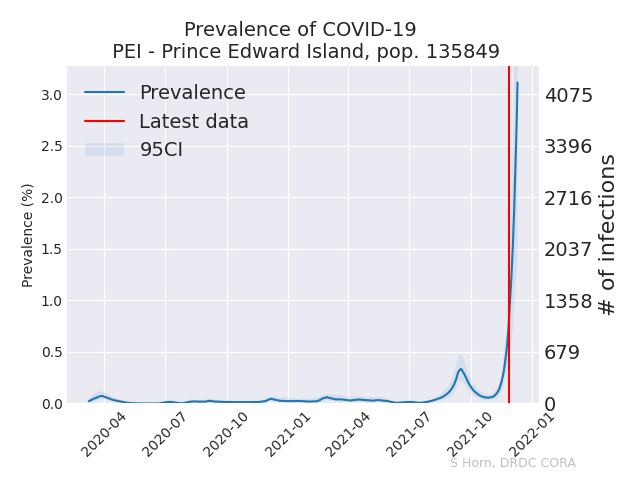 Prevalence of COVID-19
PEI - Prince Edward Island, pop. 135849
Prevalence
Latest data
95CI
Prevalence (%)
3.0
2.5
2.0
1.5
1.0
0.5
0.0
4075
3396
2716
2037
1358
679
0
# of infections
2020-04
2020-07
2020-10
2021-01
2021-04
2021-07
2021-10
2022-01
S Horn, DRDC CORA